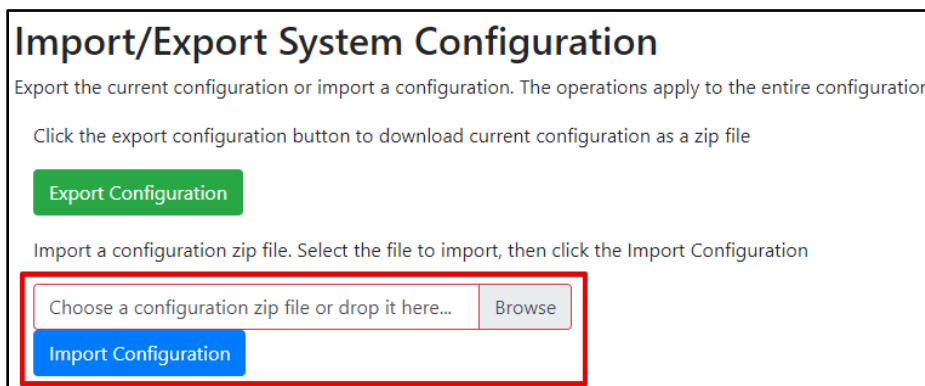 Import/Export System Configuration
Export the current configuration or import a configuration. The operations apply to the entire configuration
Click the export configuration button to download current configuration as a zip file
Export Configuration
Import a configuration zip file. Select the file to import, then click the Import Configuration
Choose a configuration zip file or drop it here... Browse
Import Configuration